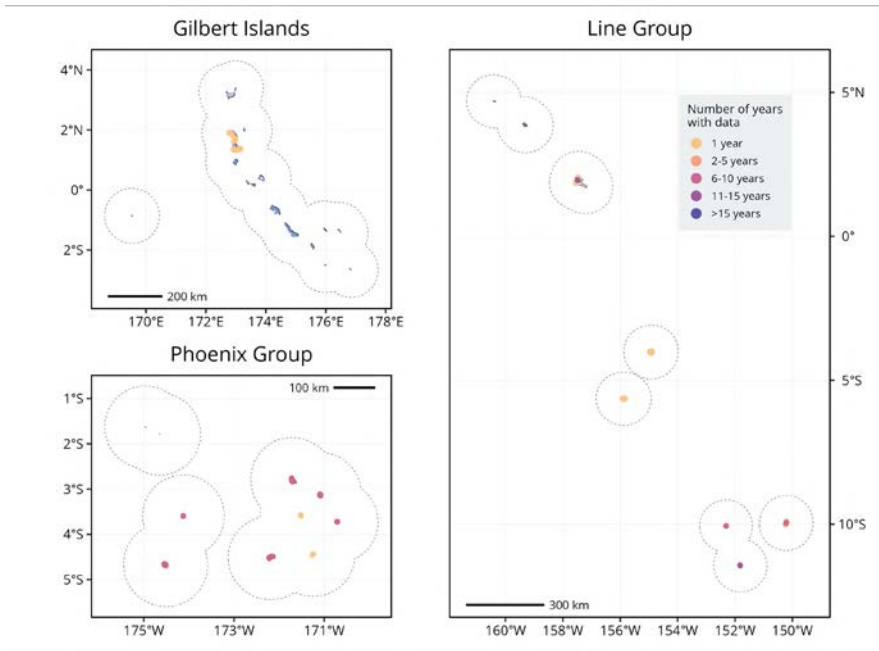 Gilbert Islands
4°N
2°N
0°
2°S
200 km
170°E 172°E 174°E 176°E 178°E
Phoenix Group
100 km
1°S
2°S
3°S
4°S
5°S
175°W 173°W 171°W
Line Group
5°N
0°
5°S
10°S
Number of years
with data
1 year
2-5 years
6-10 years
11-15 years
>15 years
300 km
160°W 158°W 156°W 154°W 152°W 150°W